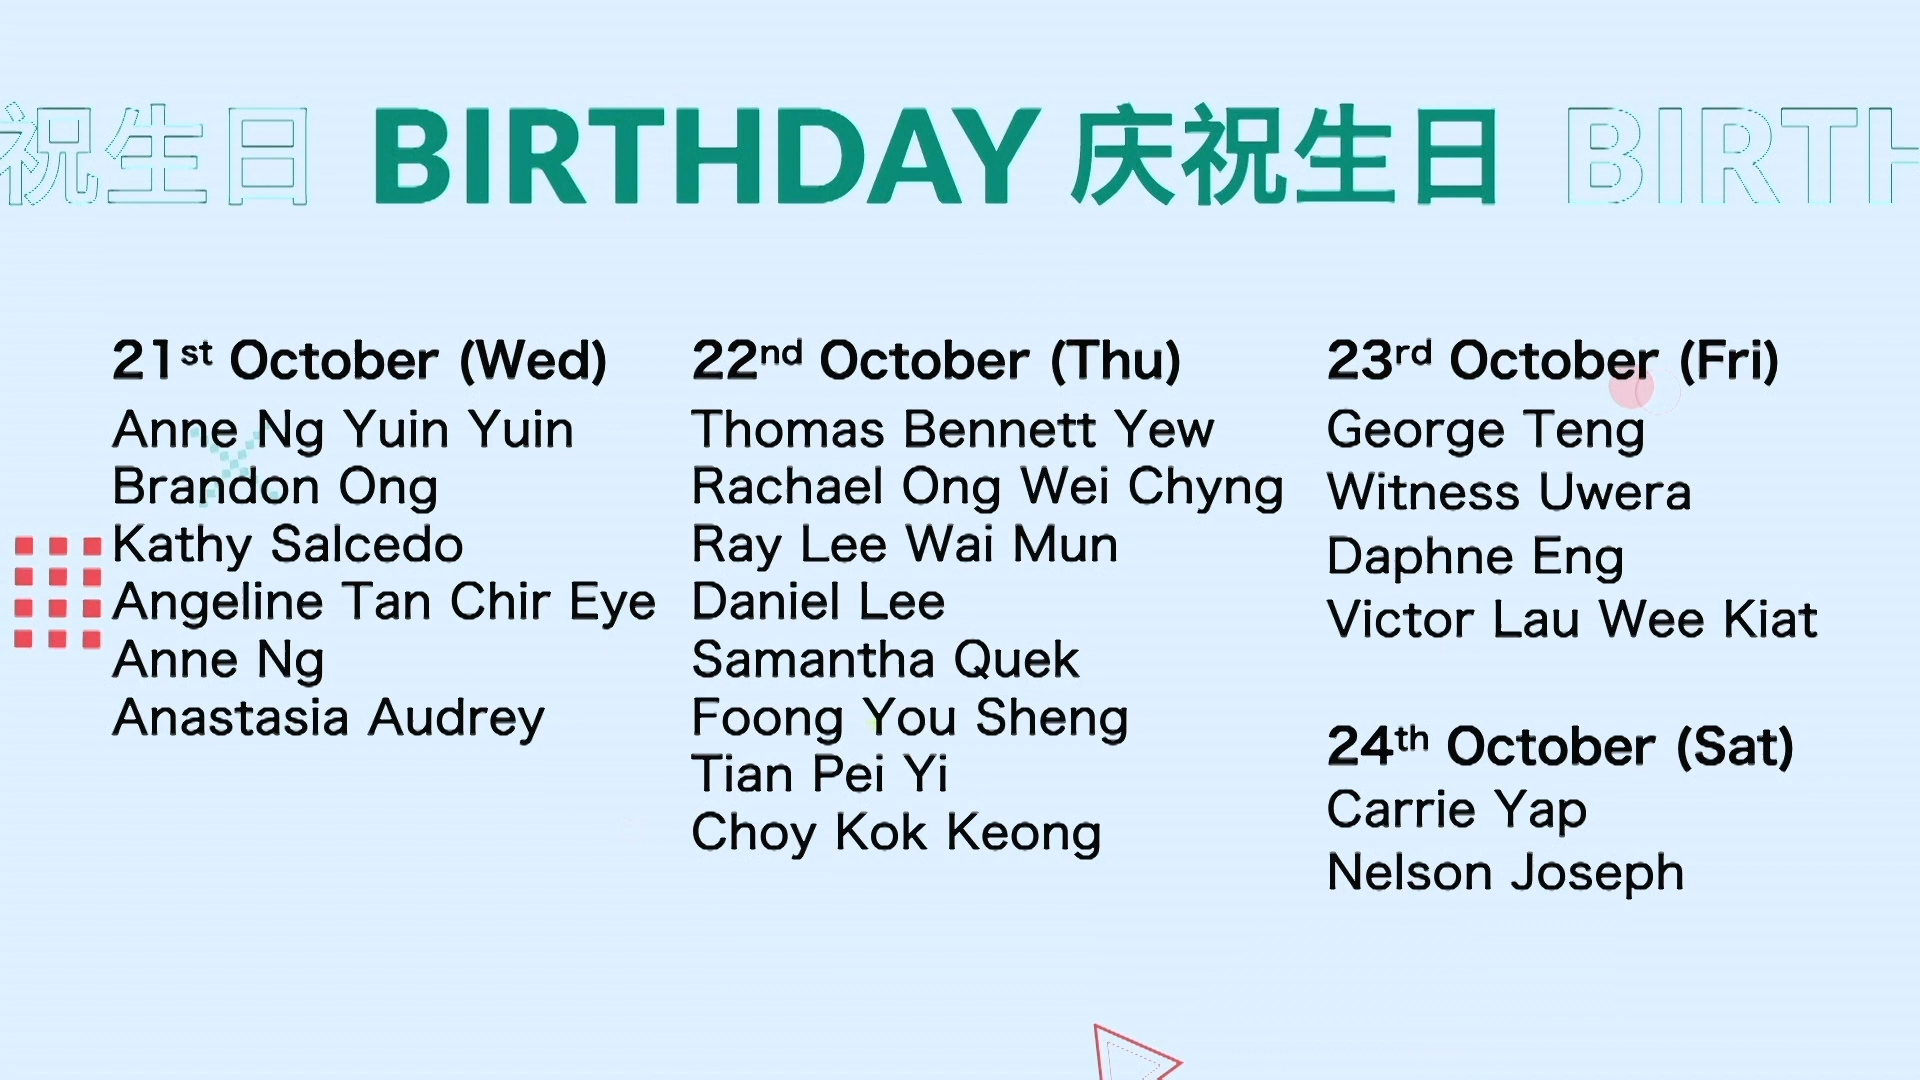 祝生日 BIRTHDAY 庆祝生日 BIRTH
21st October (Wed)
Anne Ng Yuin Yuin
Brandon Ong
Kathy Salcedo
Angeline Tan Chir Eye
Anne Ng
Anastasia Audrey
22nd October (Thu)
Thomas Bennett Yew
Rachael Ong Wei Chyng
Ray Lee Wai Mun
Daniel Lee
Samantha Quek
Foong You Sheng
Tian Pei Yi
Choy Kok Keong
23rd October (Fri)
George Teng
Witness Uwera
Daphne Eng
Victor Lau Wee Kiat
24th October (Sat)
Carrie Yap
Nelson Joseph